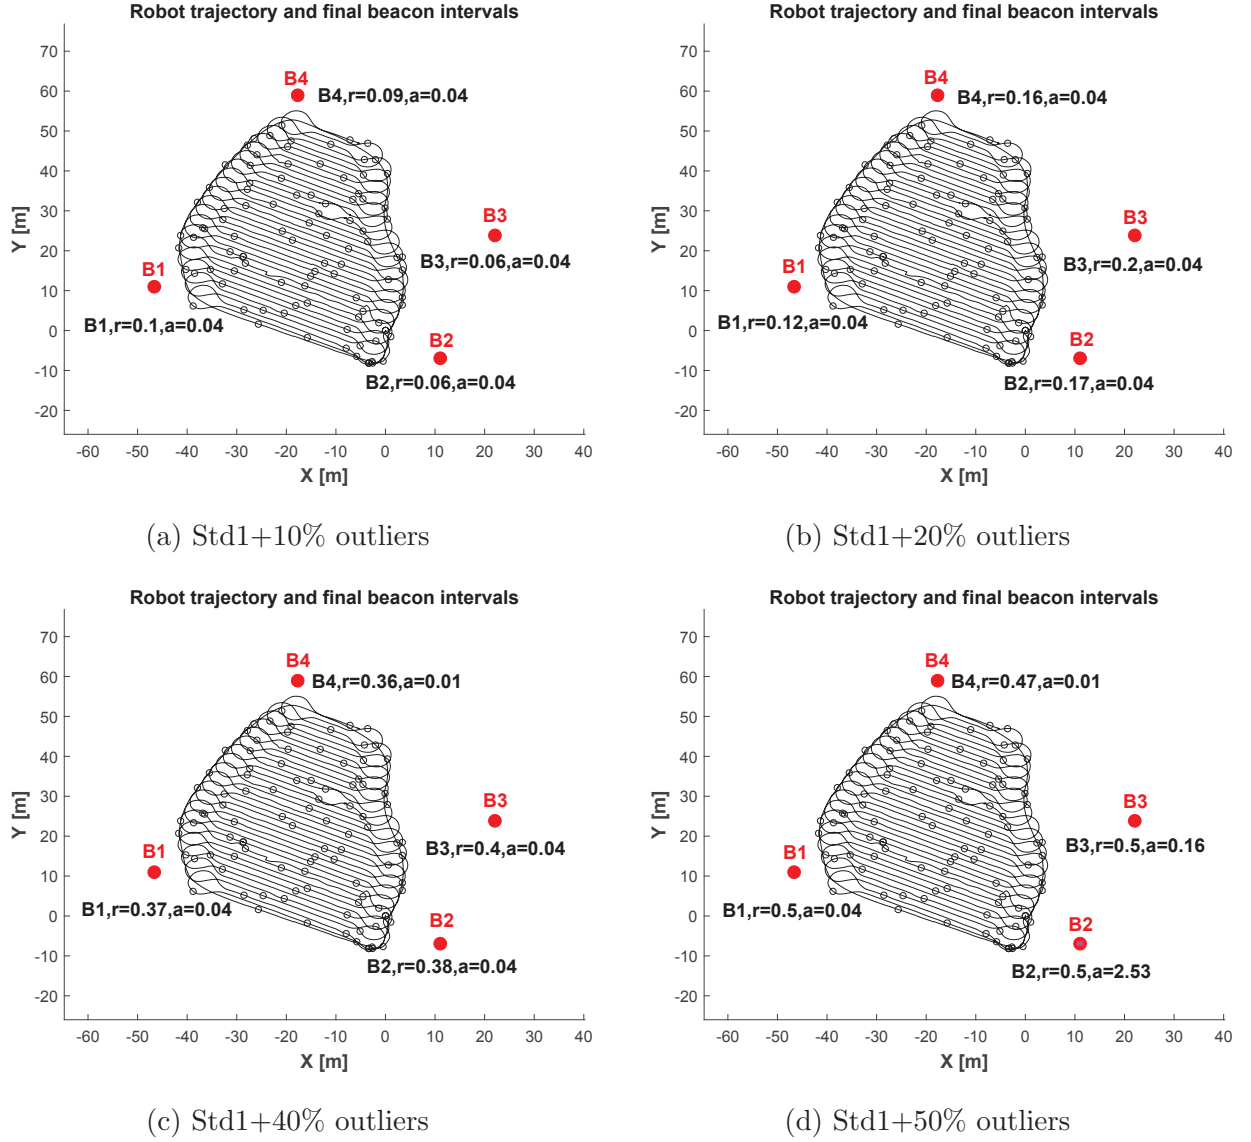 Robot trajectory and final beacon intervals
Y [m]
70
60
50
40
30
20
10
0
-10
-20
B4
B4,r=0.09,a=0.04
B3
B3,r=0.06,a=0.04
B1
B1,r=0.1,a=0.04
B2
B2,r=0.06,a=0.04
-60 -50 -40 -30 -20 -10 0 10 20 30 40
X [m]
(a) Std1+10% outliers
Robot trajectory and final beacon intervals
Y [m]
70
60
50
40
30
20
10
0
-10
-20
B4
B4,r=0.16,a=0.04
B3
B3,r=0.2,a=0.04
B1
B1,r=0.12,a=0.04
B2
B2,r=0.17,a=0.04
-60 -50 -40 -30 -20 -10 0 10 20 30 40
X [m]
(b) Std1+20% outliers
Robot trajectory and final beacon intervals
Y [m]
70
60
50
40
30
20
10
0
-10
-20
B4
B4,r=0.36,a=0.01
B3
B3,r=0.4,a=0.04
B1
B1,r=0.37,a=0.04
B2
B2,r=0.38,a=0.04
-60 -50 -40 -30 -20 -10 0 10 20 30 40
X [m]
(c) Std1+40% outliers
Robot trajectory and final beacon intervals
Y [m]
70
60
50
40
30
20
10
0
-10
-20
B4
B4,r=0.47,a=0.01
B3
B3,r=0.5,a=0.16
B1
B1,r=0.5,a=0.04
B2
B2,r=0.5,a=2.53
-60 -50 -40 -30 -20 -10 0 10 20 30 40
X [m]
(d) Std1+50% outliers